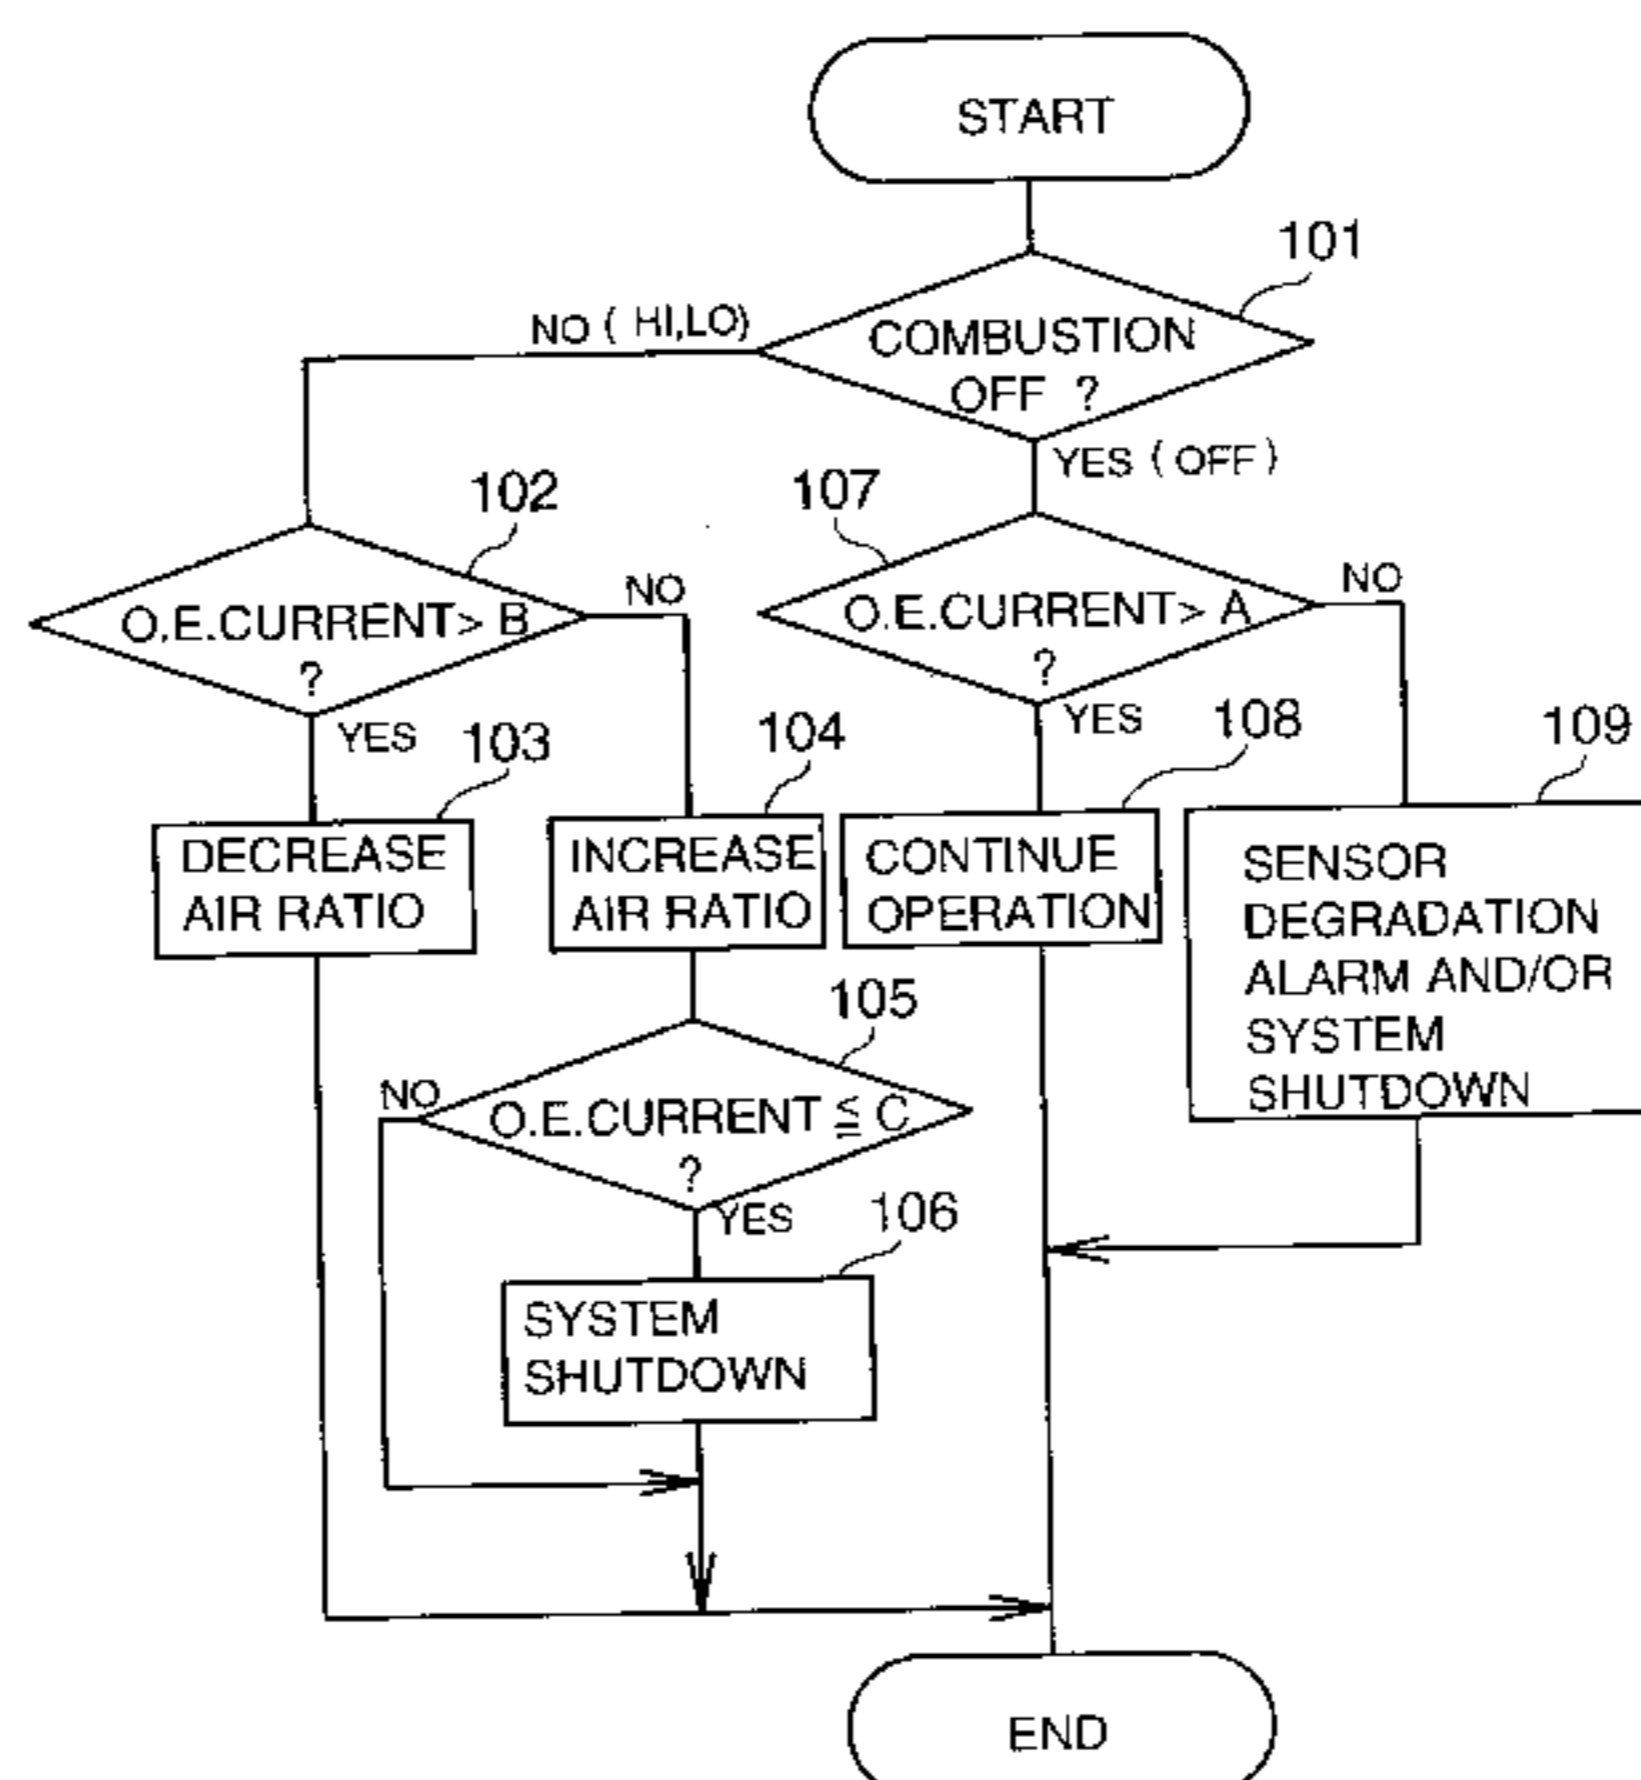 START
101
COMBUSTION
OFF ?
NO ( HI,LO)
YES ( OFF )
102
O.E.CURRENT> B
?
NO
YES
107
O.E.CURRENT> A
?
NO
YES
103
DECREASE
AIR RATIO
104
INCREASE
AIR RATIO
108
CONTINUE
OPERATION
109
SENSOR
DEGRADATION
ALARM AND/OR
SYSTEM
SHUTDOWN
105
O.E.CURRENT ≦ C
?
NO
YES
106
SYSTEM
SHUTDOWN
END